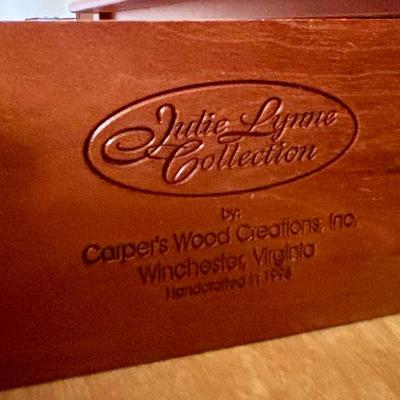 Julie Lynne
Collection
by:
Carper's Wood Creations, Inc.
Winchester, Virginia
Handcrafted in 1998